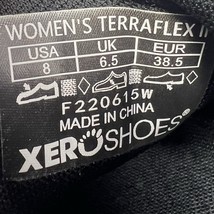 WOMEN'S TERRAFLEX II
USA UK EUR
8 6.5 38.5
F220615W
MADE IN CHINA
XEROSHOES